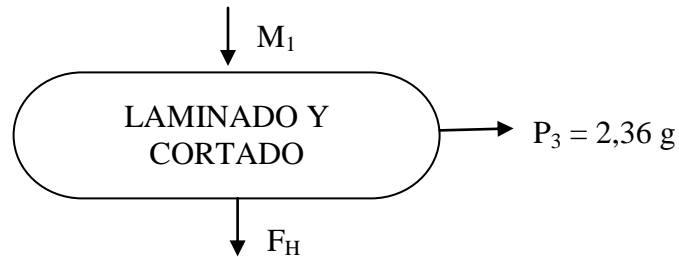 M₁
LAMINADO Y
CORTADO
P₃ = 2,36 g
F_H